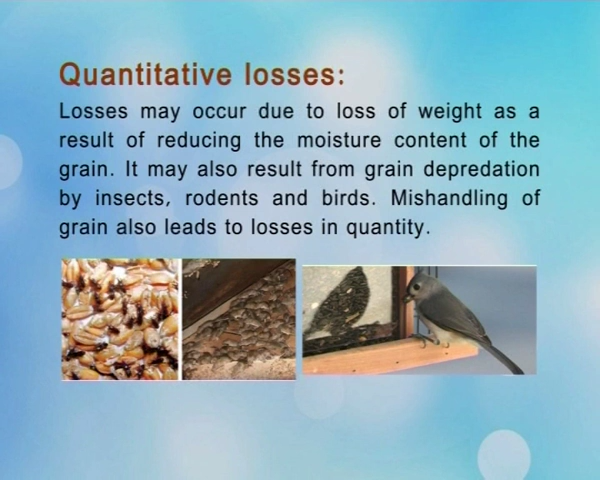 Quantitative losses:
Losses may occur due to loss of weight as a
result of reducing the moisture content of the
grain. It may also result from grain depredation
by insects, rodents and birds. Mishandling of
grain also leads to losses in quantity.